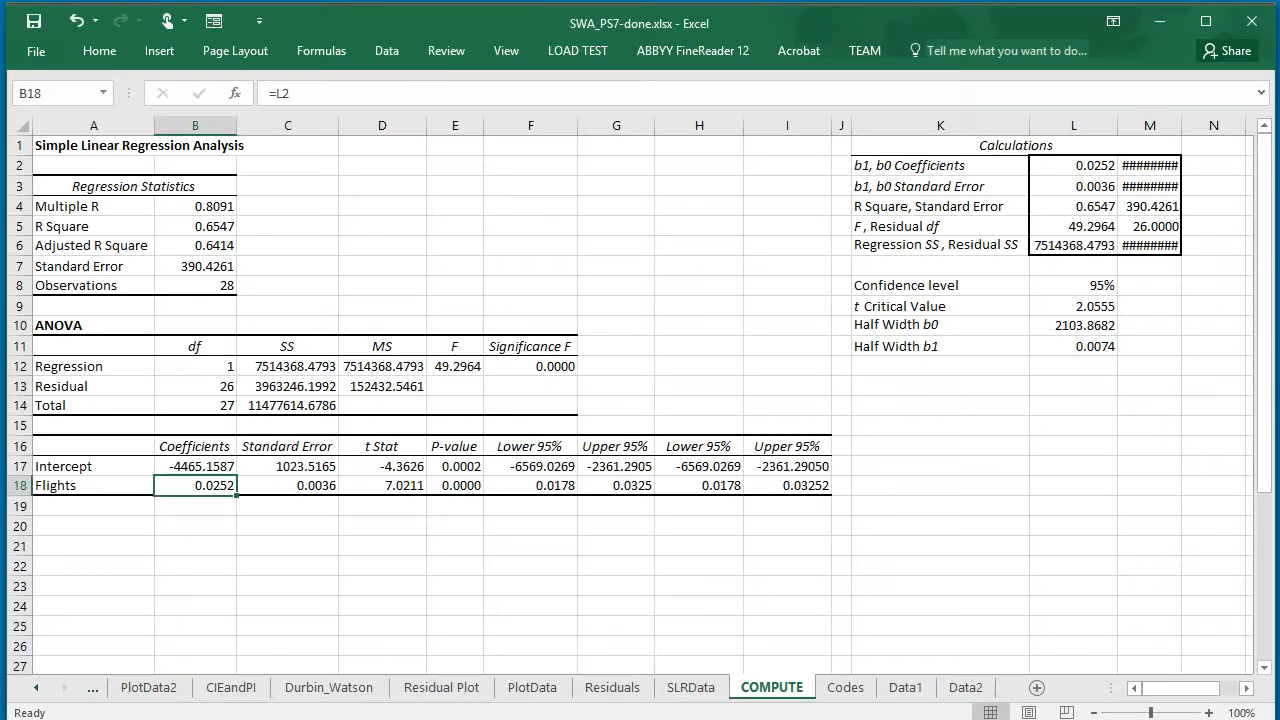 SWA_PS7-done.xlsx - Excel
File Home Insert Page Layout Formulas Data Review View LOAD TEST ABBYY FineReader 12 Acrobat TEAM Tell me what you want to do... Share
B18 fx =L2
A B C D E F G H I J K L M N
1 Simple Linear Regression Analysis Calculations
2 b1, b0 Coefficients 0.0252 ########
3 Regression Statistics b1, b0 Standard Error 0.0036 ########
4 Multiple R 0.8091 R Square, Standard Error 0.6547 390.4261
5 R Square 0.6547 F, Residual df 49.2964 26.0000
6 Adjusted R Square 0.6414 Regression SS, Residual SS 7514368.4793 ########
7 Standard Error 390.4261
8 Observations 28 Confidence level 95%
9 t Critical Value 2.0555
10 ANOVA Half Width b0 2103.8682
11 df SS MS F Significance F Half Width b1 0.0074
12 Regression 1 7514368.4793 7514368.4793 49.2964 0.0000
13 Residual 26 3963246.1992 152432.5461
14 Total 27 11477614.6786
15
16 Coefficients Standard Error t Stat P-value Lower 95% Upper 95% Lower 95% Upper 95%
17 Intercept -4465.1587 1023.5165 -4.3626 0.0002 -6569.0269 -2361.2905 -6569.0269 -2361.29050
18 Flights 0.0252 0.0036 7.0211 0.0000 0.0178 0.0325 0.0178 0.03252
19
20
21
22
23
24
25
26
27
... PlotData2 CIEandPI Durbin_Watson Residual Plot PlotData Residuals SLRData COMPUTE Codes Data1 Data2
Ready 100%